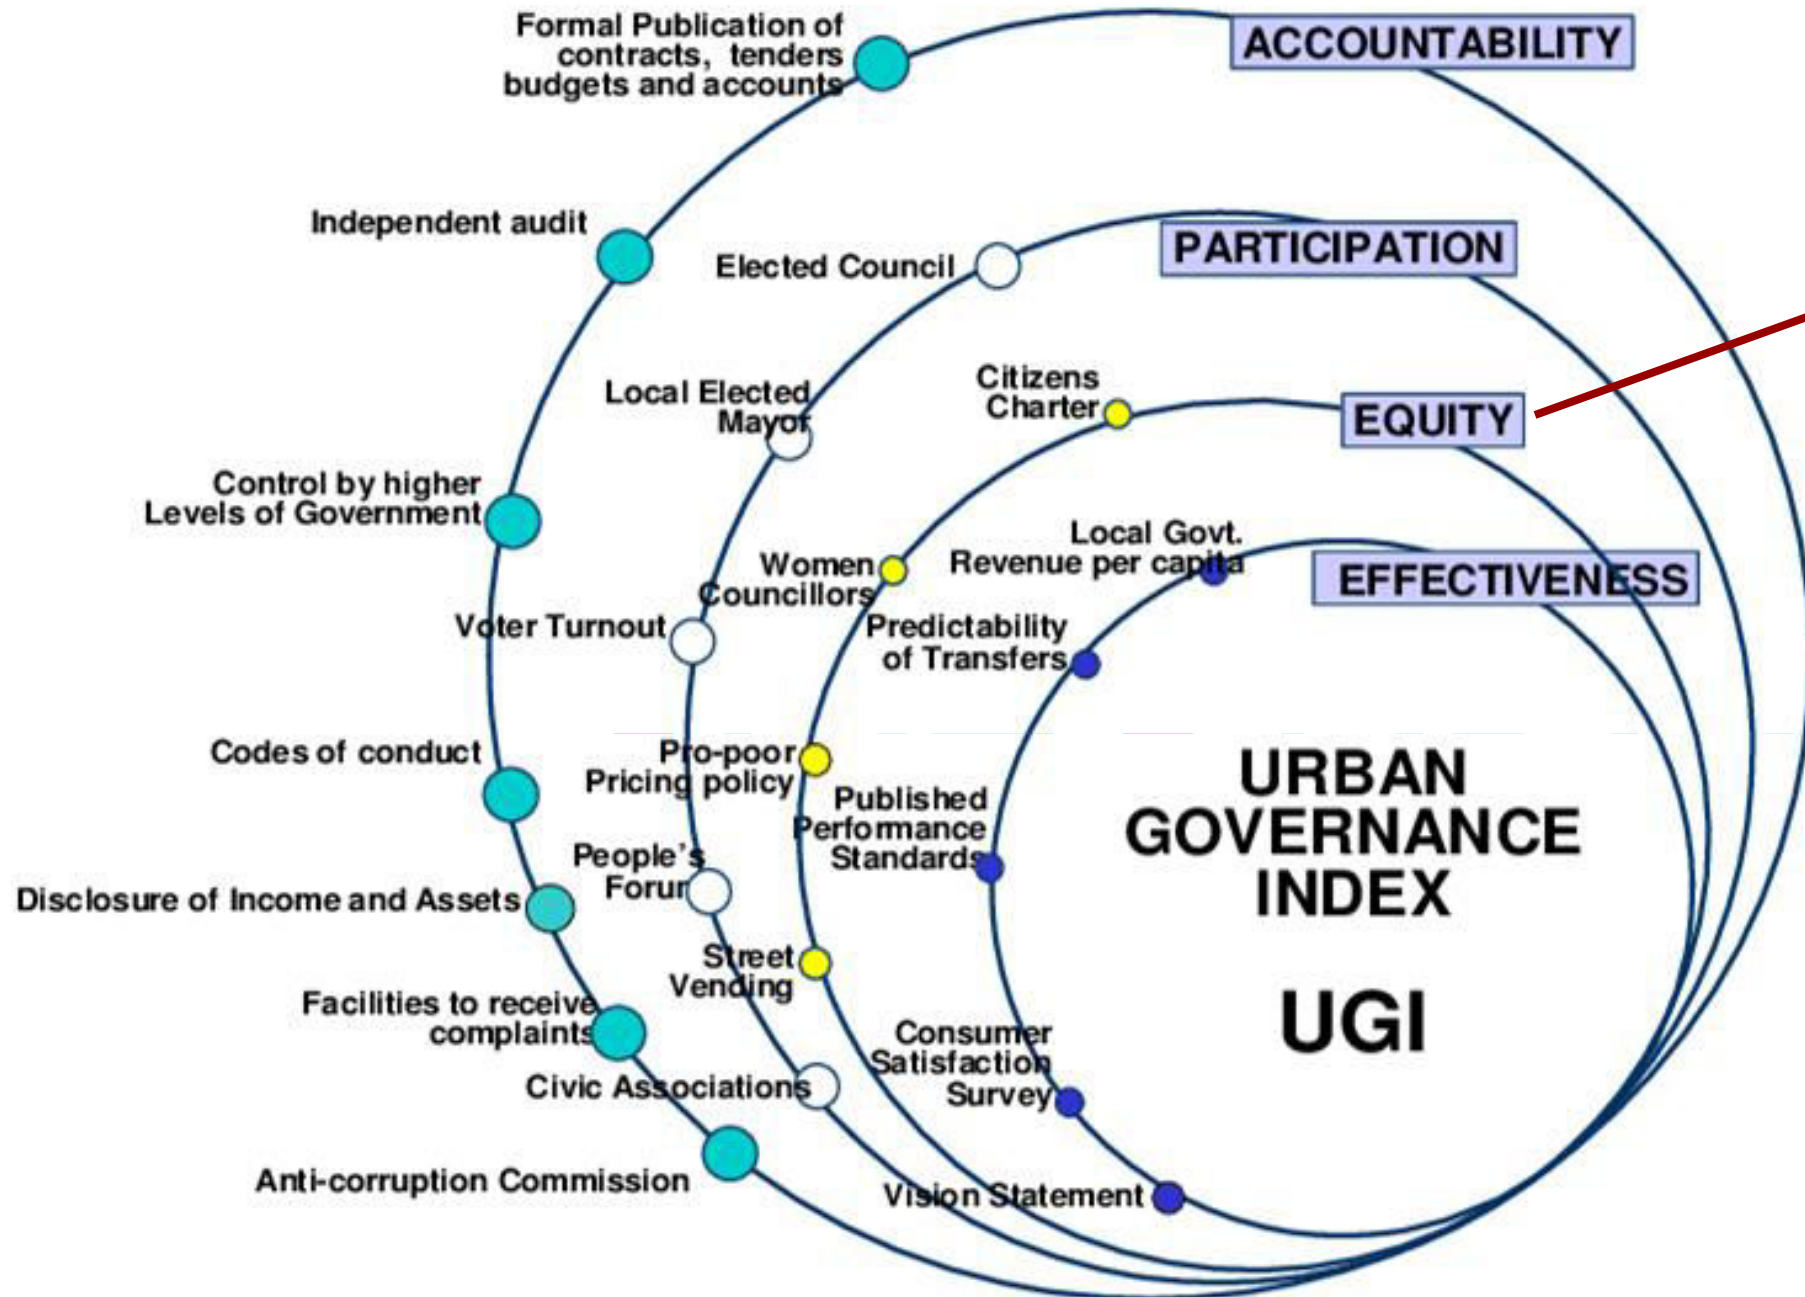 Formal Publication of
contracts, tenders
budgets and accounts
ACCOUNTABILITY
Independent audit
Elected Council
PARTICIPATION
Local Elected
Mayor
Citizens
Charter
EQUITY
Control by higher
Levels of Government
Women
Councillors
Local Govt.
Revenue per capita
EFFECTIVENESS
Voter Turnout
Predictability
of Transfers
Codes of conduct
Pro-poor
Pricing policy
Published
Performance
Standards
URBAN
GOVERNANCE
INDEX
UGI
People's
Forum
Disclosure of Income and Assets
Street
Vending
Facilities to receive
complaints
Consumer
Satisfaction
Survey
Civic Associations
Anti-corruption Commission
Vision Statement